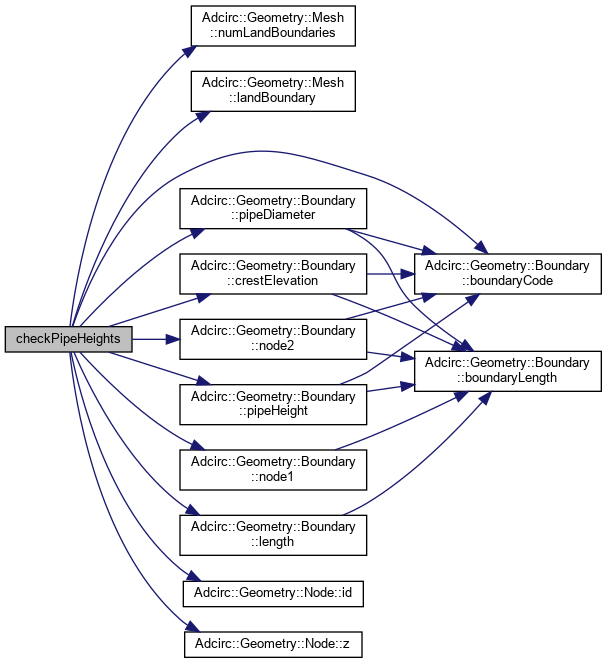 checkPipeHeights
Adcirc::Geometry::Mesh
::numLandBoundaries
Adcirc::Geometry::Mesh
::landBoundary
Adcirc::Geometry::Boundary
::pipeDiameter
Adcirc::Geometry::Boundary
::crestElevation
Adcirc::Geometry::Boundary
::node2
Adcirc::Geometry::Boundary
::pipeHeight
Adcirc::Geometry::Boundary
::node1
Adcirc::Geometry::Boundary
::length
Adcirc::Geometry::Node::id
Adcirc::Geometry::Node::z
Adcirc::Geometry::Boundary
::boundaryCode
Adcirc::Geometry::Boundary
::boundaryLength